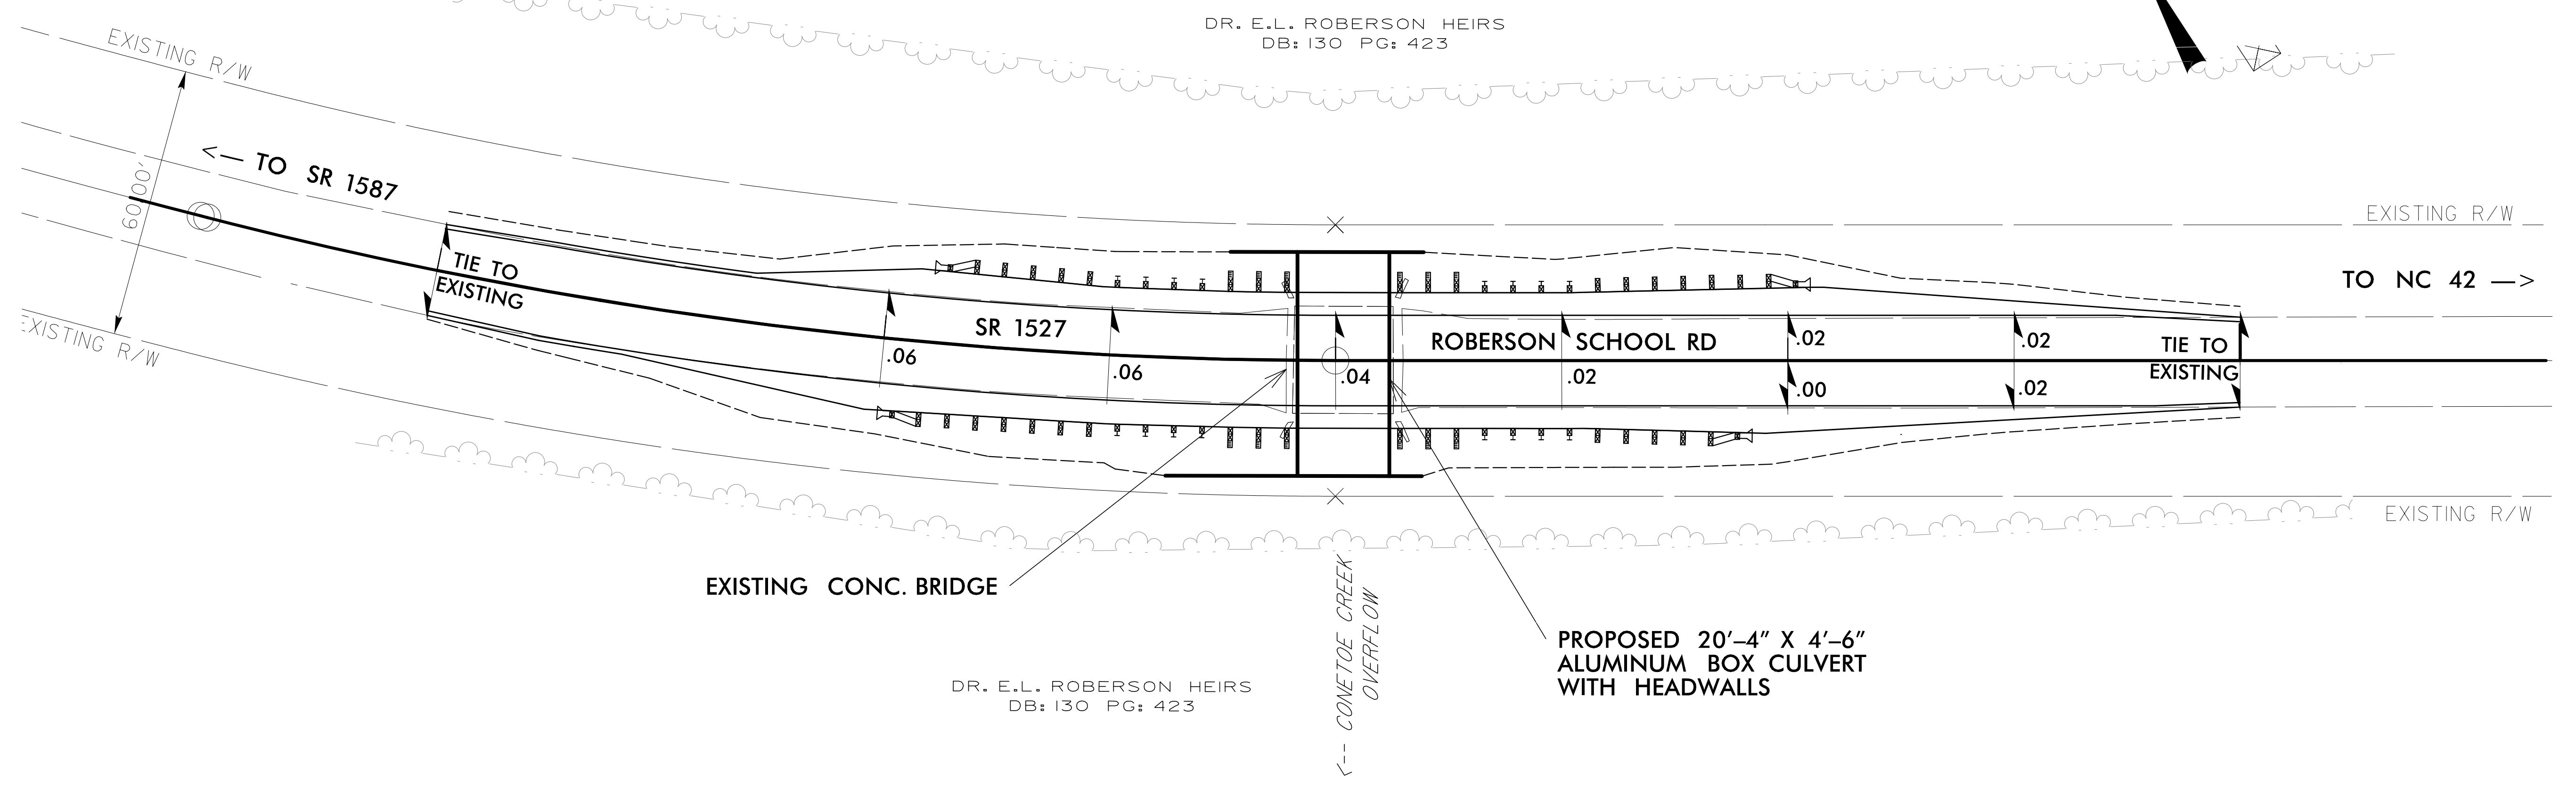 DR. E.L. ROBERSON HEIRS
DB: 130 PG: 423
EXISTING R/W
60.00'
<-- TO SR 1587
EXISTING R/W
TO NC 42 -->
TIE TO
EXISTING
SR 1527
ROBERSON SCHOOL RD
.06
.06
.04
.02
.02
.00
.02
.02
TIE TO
EXISTING
EXISTING R/W
EXISTING R/W
EXISTING CONC. BRIDGE
<-- CONETOE CREEK
OVERFLOW
PROPOSED 20'-4" X 4'-6"
ALUMINUM BOX CULVERT
WITH HEADWALLS
DR. E.L. ROBERSON HEIRS
DB: 130 PG: 423